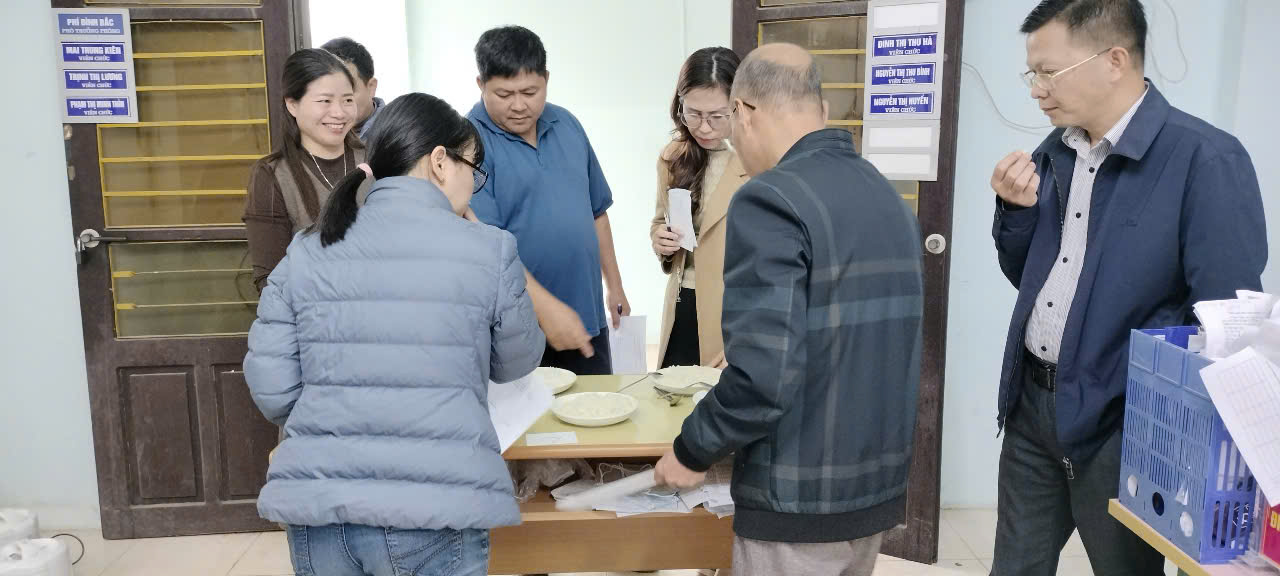 PHÍ ĐÌNH BẮC
PHÓ TRƯỞNG PHÒNG
MAI TRUNG KIÊN
VIÊN CHỨC
TRỊNH THỊ LƯƠNG
VIÊN CHỨC
PHẠM THỊ MINH THÌN
VIÊN CHỨC
ĐINH THỊ THU HÀ
VIÊN CHỨC
NGUYỄN THỊ THU BÌNH
VIÊN CHỨC
NGUYỄN THỊ HUYỀN
VIÊN CHỨC